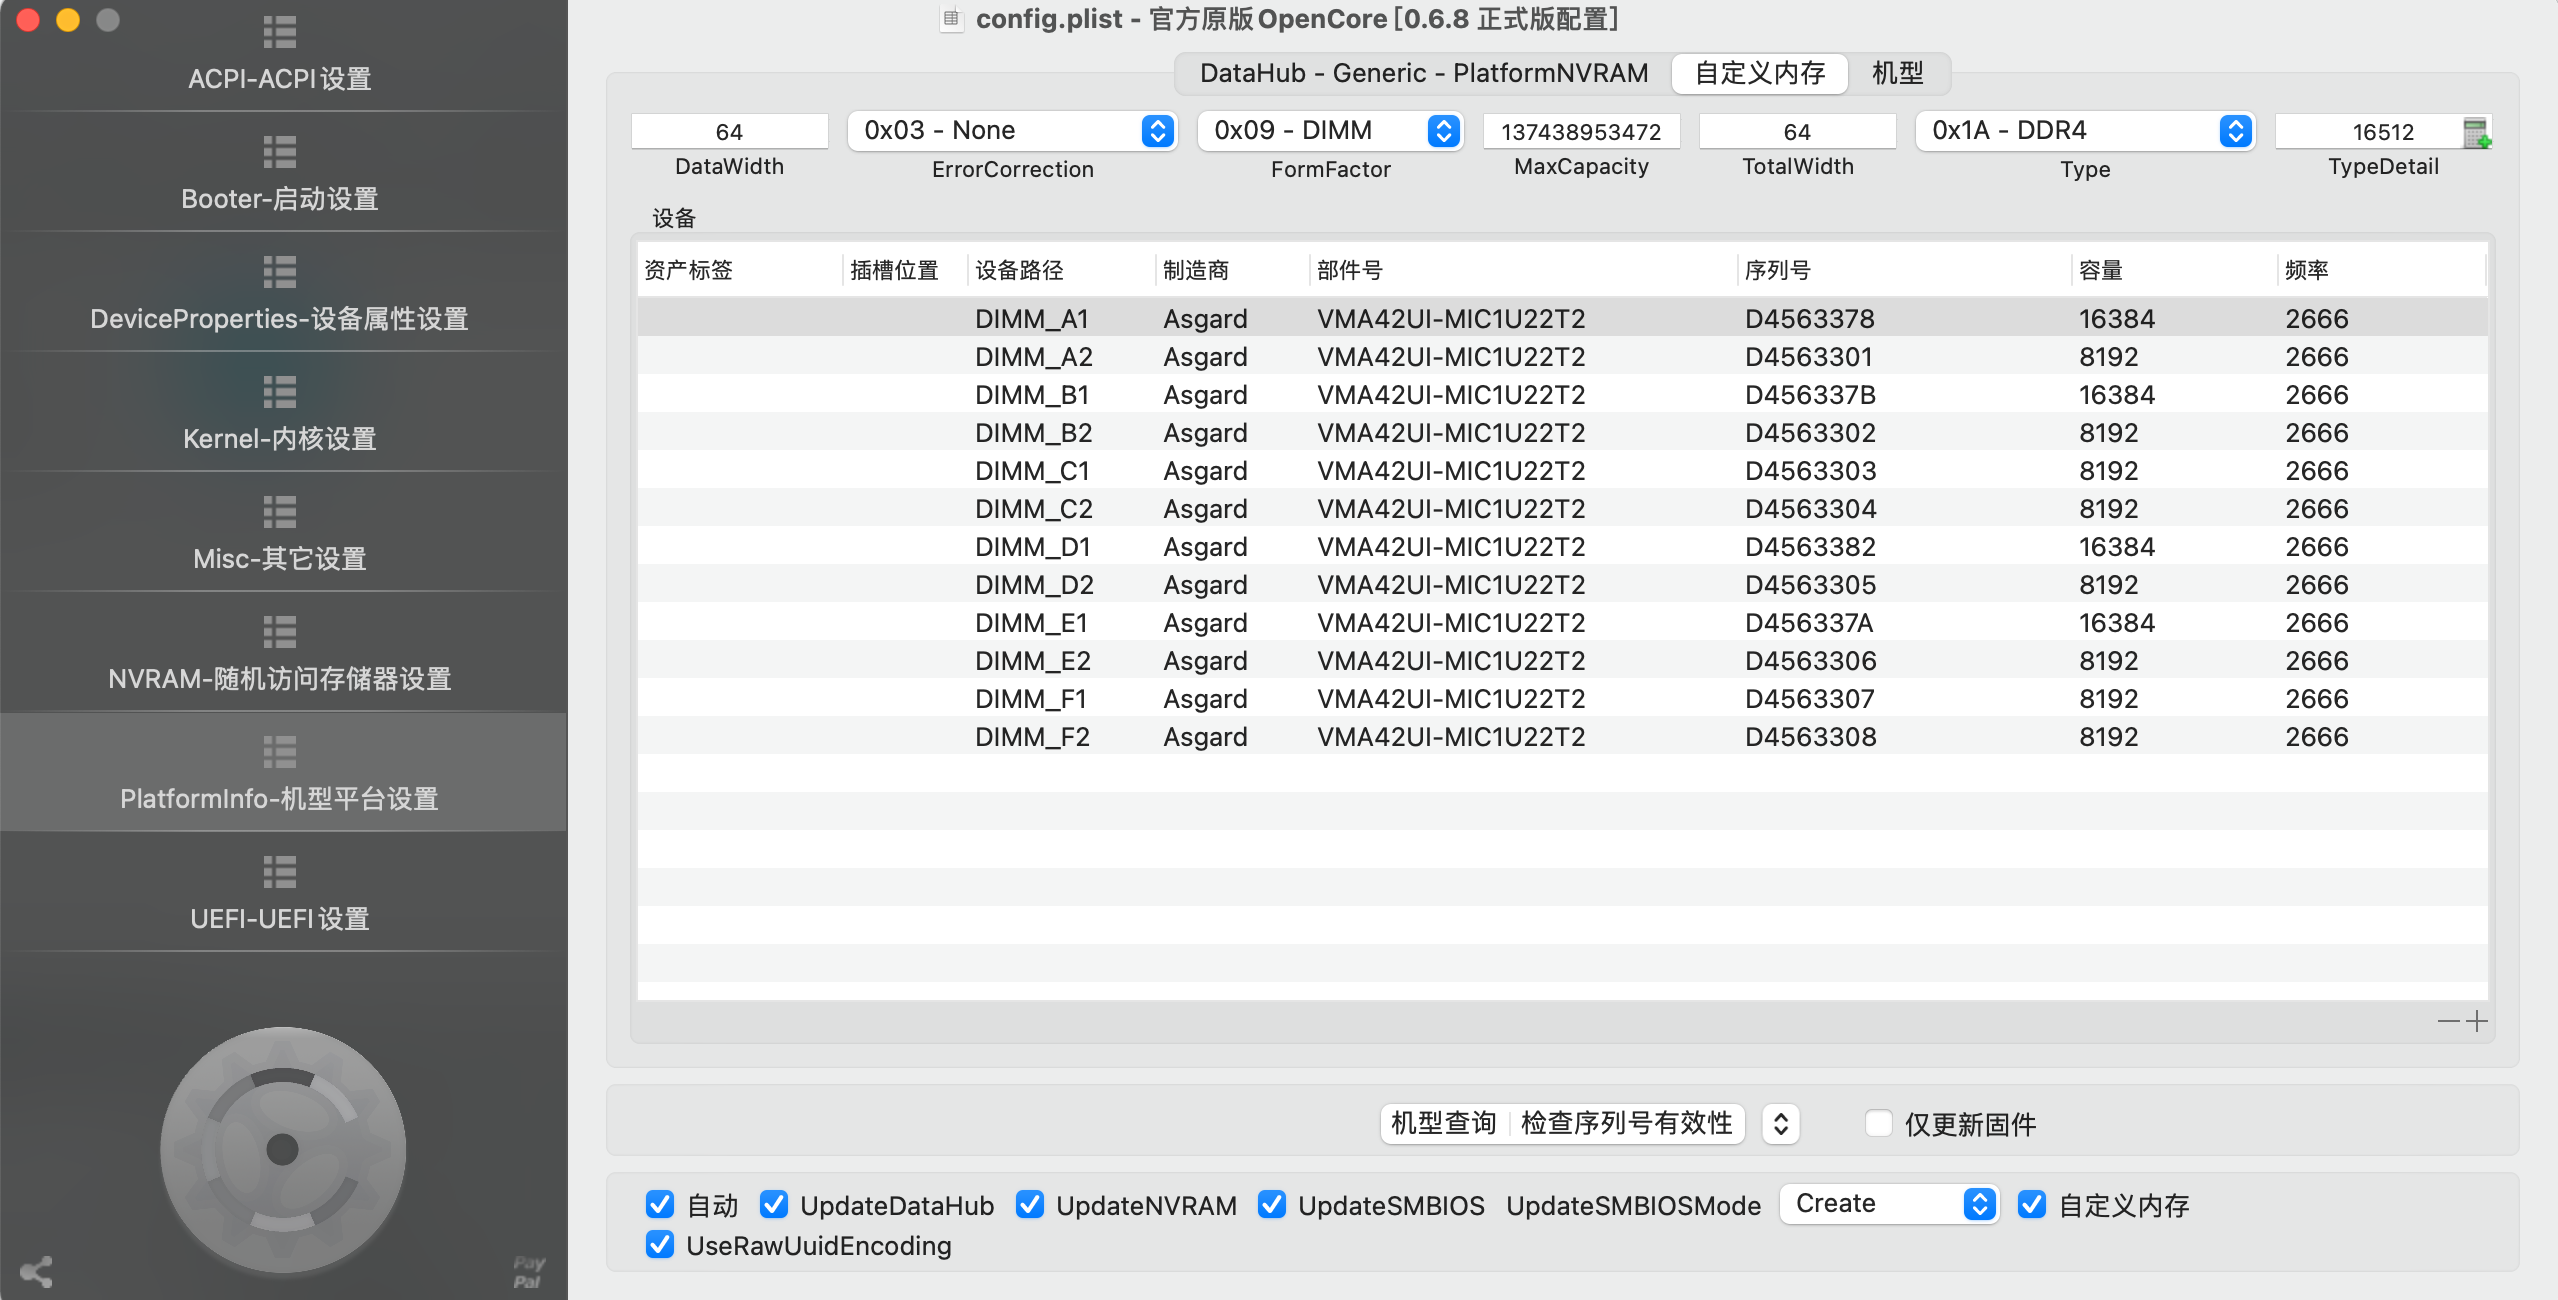 config.plist - 官方原版OpenCore[0.6.8 正式版配置]
ACPI-ACPI设置
Booter-启动设置
DeviceProperties-设备属性设置
Kernel-内核设置
Misc-其它设置
NVRAM-随机访问存储器设置
PlatformInfo-机型平台设置
UEFI-UEFI设置
Pay
Pal
DataHub - Generic - PlatformNVRAM 自定义内存 机型
64 0x03 - None 0x09 - DIMM 137438953472 64 0x1A - DDR4 16512
DataWidth ErrorCorrection FormFactor MaxCapacity TotalWidth Type TypeDetail
设备
资产标签 插槽位置 设备路径 制造商 部件号 序列号 容量 频率
DIMM_A1 Asgard VMA42UI-MIC1U22T2 D4563378 16384 2666
DIMM_A2 Asgard VMA42UI-MIC1U22T2 D4563301 8192 2666
DIMM_B1 Asgard VMA42UI-MIC1U22T2 D456337B 16384 2666
DIMM_B2 Asgard VMA42UI-MIC1U22T2 D4563302 8192 2666
DIMM_C1 Asgard VMA42UI-MIC1U22T2 D4563303 8192 2666
DIMM_C2 Asgard VMA42UI-MIC1U22T2 D4563304 8192 2666
DIMM_D1 Asgard VMA42UI-MIC1U22T2 D4563382 16384 2666
DIMM_D2 Asgard VMA42UI-MIC1U22T2 D4563305 8192 2666
DIMM_E1 Asgard VMA42UI-MIC1U22T2 D456337A 16384 2666
DIMM_E2 Asgard VMA42UI-MIC1U22T2 D4563306 8192 2666
DIMM_F1 Asgard VMA42UI-MIC1U22T2 D4563307 8192 2666
DIMM_F2 Asgard VMA42UI-MIC1U22T2 D4563308 8192 2666
机型查询 检查序列号有效性 仅更新固件
自动 UpdateDataHub UpdateNVRAM UpdateSMBIOS UpdateSMBIOSMode Create 自定义内存
UseRawUuidEncoding